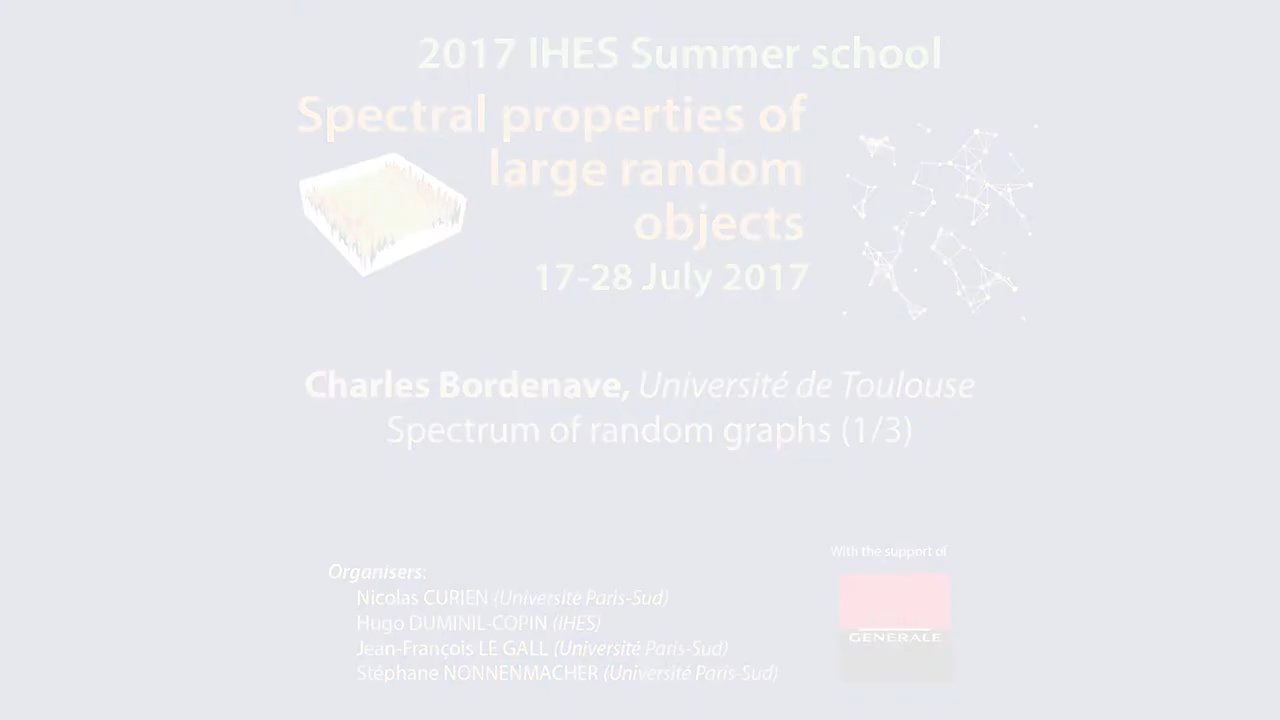 2017 IHES Summer school
Spectral properties of
large random
objects
17-28 July 2017
Charles Bordenave, Université de Toulouse
Spectrum of random graphs (1/3)
With the support of
GENERALE
Organisers:
Nicolas CURIEN (Université Paris-Sud)
Hugo DUMINIL-COPIN (IHES)
Jean-François LE GALL (Université Paris-Sud)
Stéphane NONNENMACHER (Université Paris-Sud)